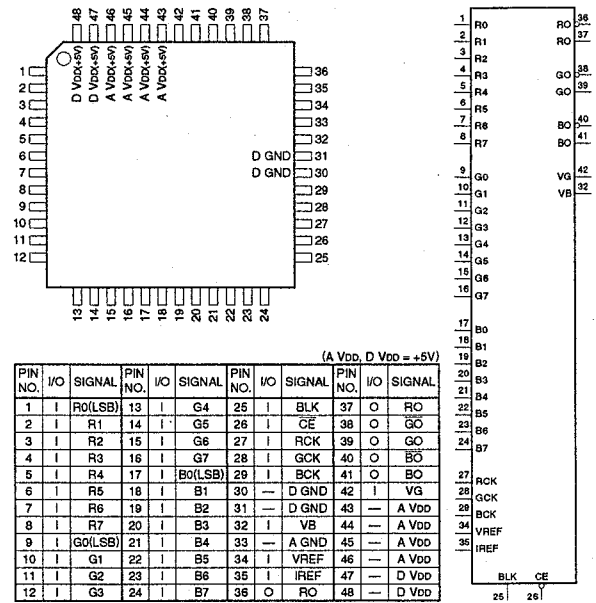 48 47 46 45 44 43 42 41 40 39 38 37
D VDD(+5V)
D VDD(+5V)
A VDD(+5V)
A VDD(+5V)
A VDD(+5V)
A VDD(+5V)
1 36
2 35
3 34
4 33
5 32
6 D GND 31
7 D GND 30
8 29
9 28
10 27
11 26
12 25
13 14 15 16 17 18 19 20 21 22 23 24
(A VDD, D VDD = +5V)
PIN NO. I/O SIGNAL PIN NO. I/O SIGNAL PIN NO. I/O SIGNAL PIN NO. I/O SIGNAL
1 I R0(LSB) 13 I G4 25 I BLK 37 O RO
2 I R1 14 I G5 26 I C̅E̅ 38 O G̅O̅
3 I R2 15 I G6 27 I RCK 39 O GO
4 I R3 16 I G7 28 I GCK 40 O B̅O̅
5 I R4 17 I B0(LSB) 29 I BCK 41 O BO
6 I R5 18 I B1 30 — D GND 42 I VG
7 I R6 19 I B2 31 — D GND 43 — A VDD
8 I R7 20 I B3 32 I VB 44 — A VDD
9 I G0(LSB) 21 I B4 33 — A GND 45 — A VDD
10 I G1 22 I B5 34 I VREF 46 — A VDD
11 I G2 23 I B6 35 I IREF 47 — D VDD
12 I G3 24 I B7 36 O RO 48 — D VDD
1 R0 RO 36
2 R1 RO 37
3 R2
4 R3 GO 38
5 R4 GO 39
6 R5
7 R6 BO 40
8 R7 BO 41
9 G0 VG 42
10 G1 VB 32
11 G2
12 G3
13 G4
14 G5
15 G6
16 G7
17 B0
18 B1
19 B2
20 B3
21 B4
22 B5
23 B6
24 B7
27 RCK
28 GCK
29 BCK
34 VREF
35 IREF
BLK CE
25 26